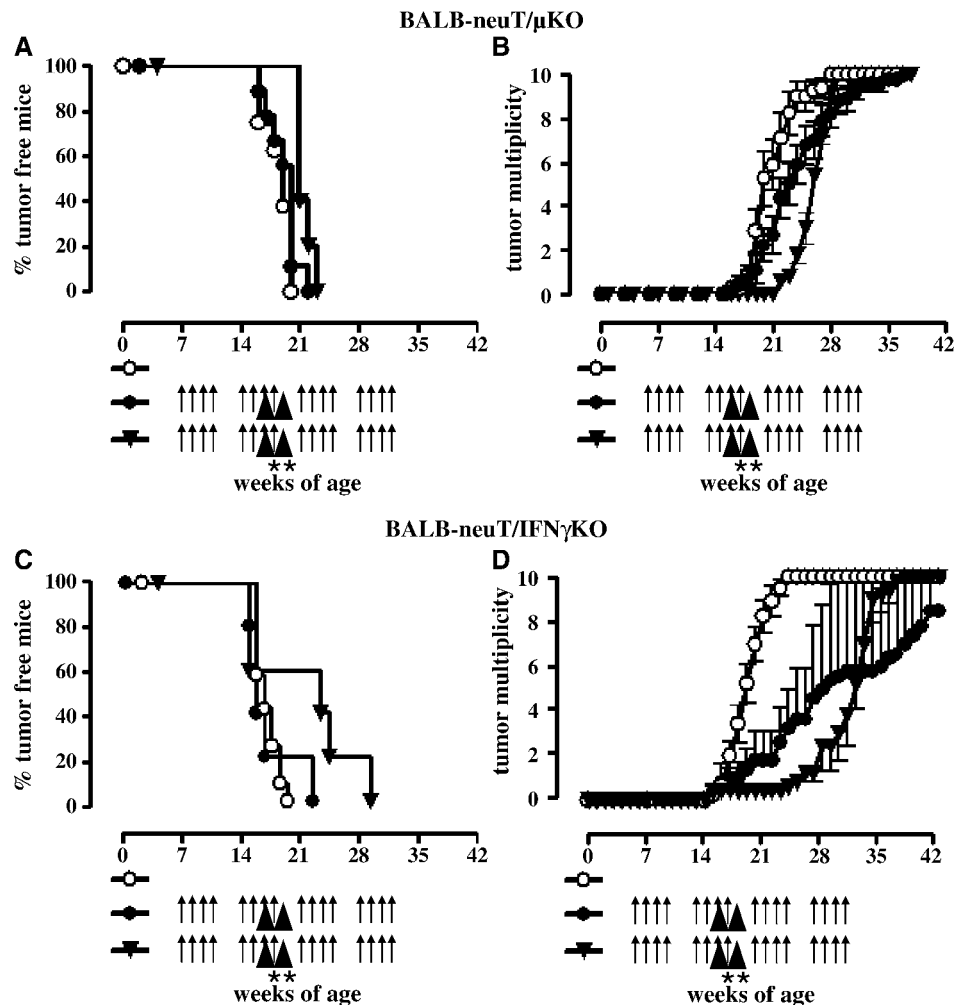 BALB-neuT/μKO
A
B
% tumor free mice
100
80
60
40
20
0
tumor multiplicity
10
8
6
4
2
0
0 7 14 21 28 35 42
0 7 14 21 28 35 42
**
**
weeks of age
weeks of age
BALB-neuT/IFNγKO
C
D
% tumor free mice
100
80
60
40
20
0
tumor multiplicity
10
8
6
4
2
0
0 7 14 21 28 35 42
0 7 14 21 28 35 42
**
**
weeks of age
weeks of age